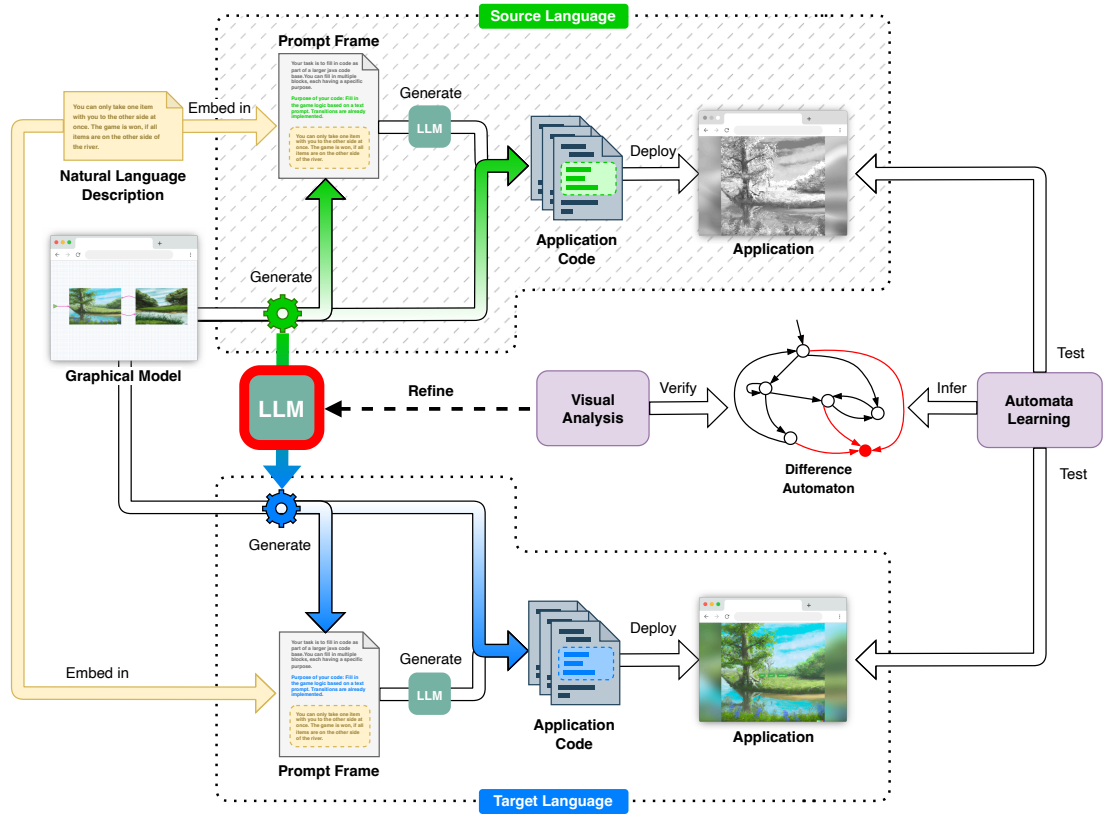 Source Language
Prompt Frame
Your task is to fill in code as
part of a larger java code
base.You can fill in multiple
blocks, each having a specific
purpose.
Purpose of your code: Fill in
the game logic based on a text
prompt. Transitions are already
implemented.
You can only take one item
with you to the other side at
once. The game is won, if all
items are on the other side of
the river.
Generate
LLM
You can only take one item
with you to the other side at
once. The game is won, if all
items are on the other side of
the river.
Embed in
Natural Language
Description
Deploy
Application
Code
Application
Generate
Graphical Model
LLM
Refine
Visual
Analysis
Verify
Difference
Automaton
Infer
Automata
Learning
Test
Test
Generate
Embed in
Your task is to fill in code as
part of a larger java code
base.You can fill in multiple
blocks, each having a specific
purpose.
Purpose of your code: Fill in
the game logic based on a text
prompt. Transitions are already
implemented.
You can only take one item
with you to the other side at
once. The game is won, if all
items are on the other side
of the river.
Prompt Frame
Generate
LLM
Deploy
Application
Code
Application
Target Language